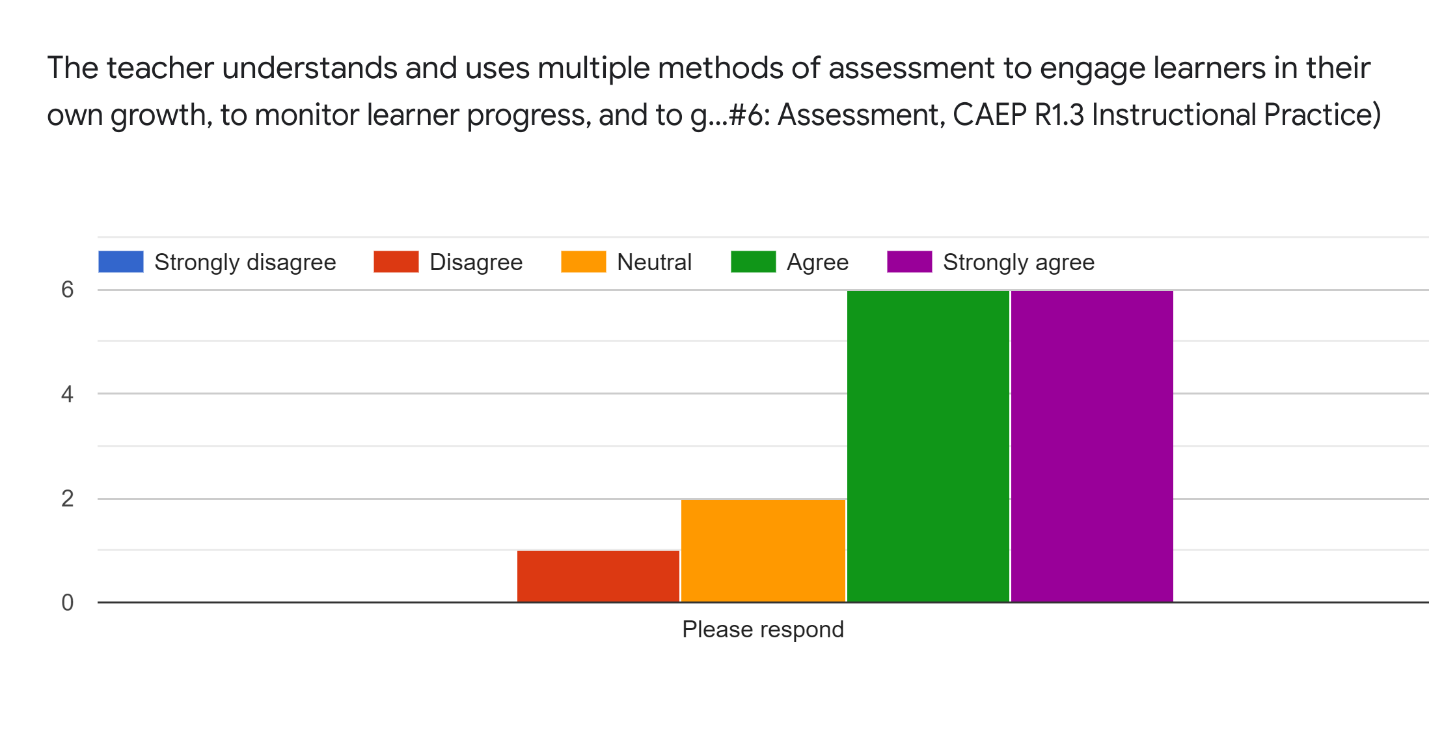 The teacher understands and uses multiple methods of assessment to engage learners in their
own growth, to monitor learner progress, and to g...#6: Assessment, CAEP R1.3 Instructional Practice)
Strongly disagree Disagree Neutral Agree Strongly agree
6
4
2
0
Please respond